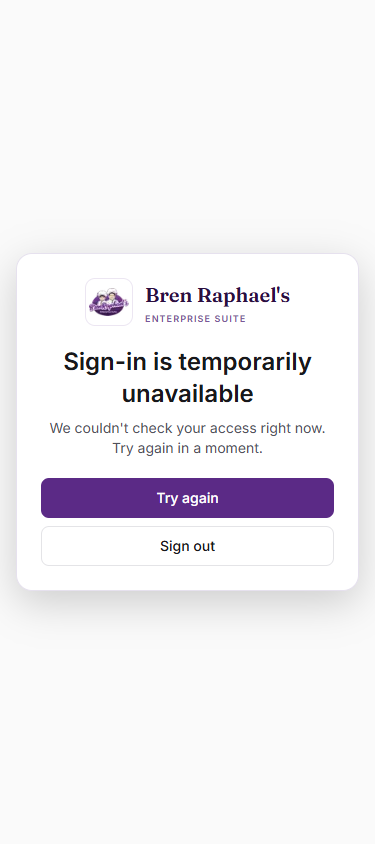 Bren Raphael's
ENTERPRISE SUITE
Sign-in is temporarily
unavailable
We couldn't check your access right now.
Try again in a moment.
Try again
Sign out